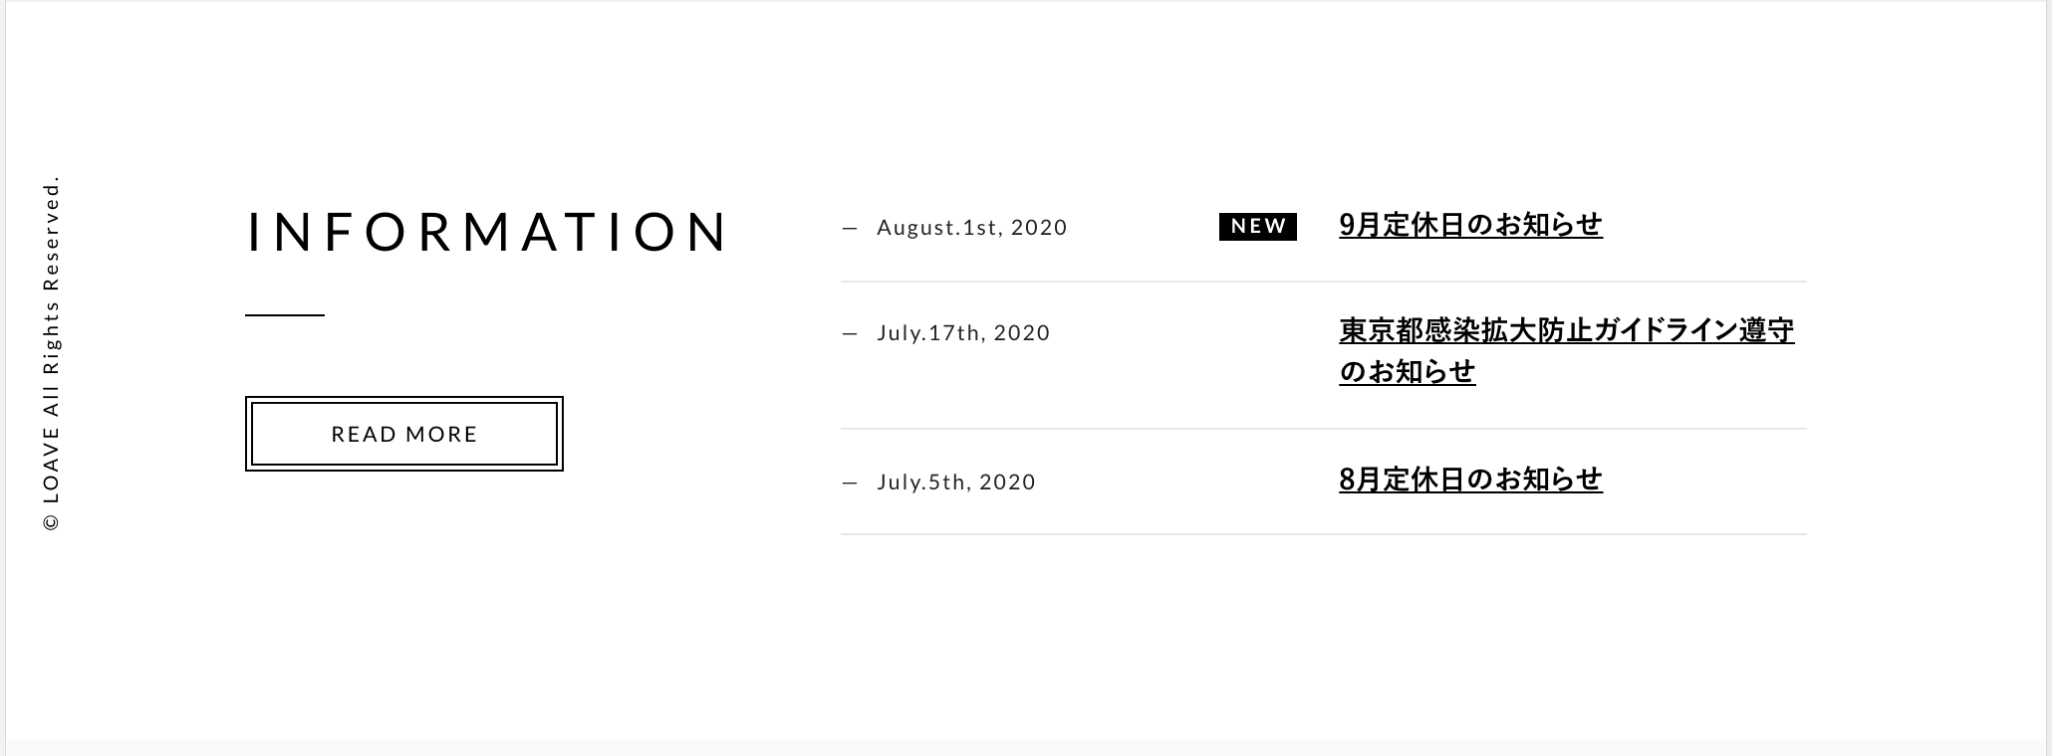 © LOAVE All Rights Reserved.
INFORMATION
READ MORE
— August.1st, 2020 NEW 9月定休日のお知らせ
— July.17th, 2020 東京都感染拡大防止ガイドライン遵守
のお知らせ
— July.5th, 2020 8月定休日のお知らせ